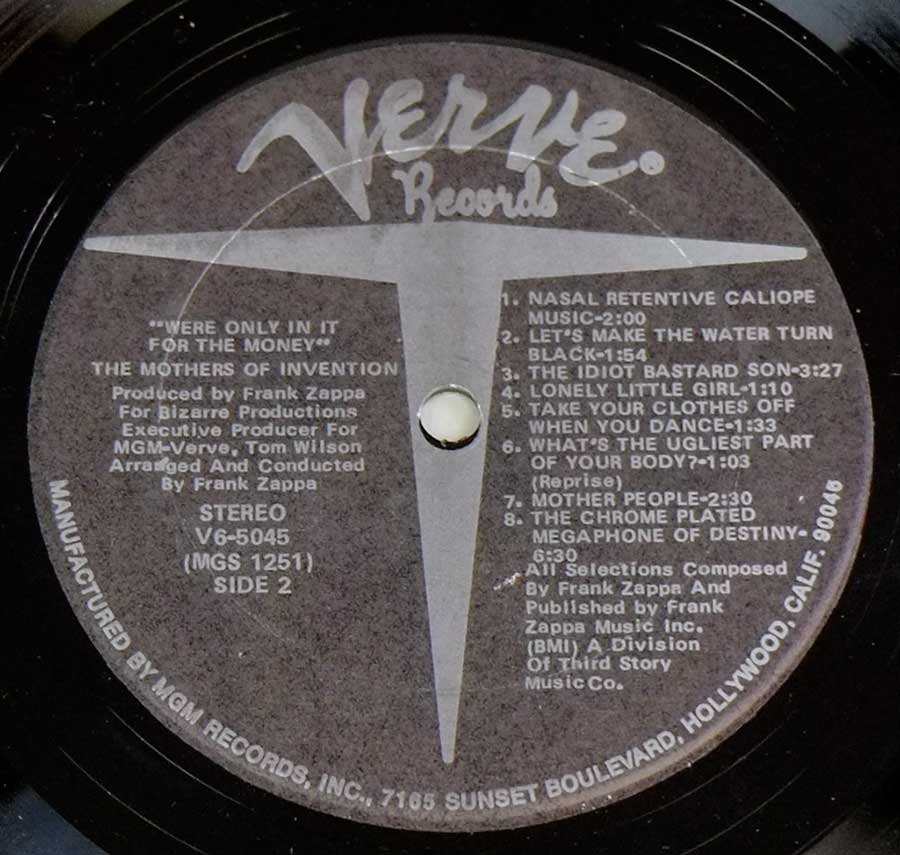 Verve
Records
"WERE ONLY IN IT
FOR THE MONEY"
THE MOTHERS OF INVENTION
Produced by Frank Zappa
For Bizarre Productions
Executive Producer For
MGM-Verve, Tom Wilson
Arranged And Conducted
By Frank Zappa
STEREO
V6-5045
(MGS 1251)
SIDE 2
1. NASAL RETENTIVE CALIOPE
MUSIC-2:00
2. LET'S MAKE THE WATER TURN
BLACK-1:54
3. THE IDIOT BASTARD SON-3:27
4. LONELY LITTLE GIRL-1:10
5. TAKE YOUR CLOTHES OFF
WHEN YOU DANCE-1:33
6. WHAT'S THE UGLIEST PART
OF YOUR BODY?-1:03
(Reprise)
7. MOTHER PEOPLE-2:30
8. THE CHROME PLATED
MEGAPHONE OF DESTINY-
6:30
All Selections Composed
By Frank Zappa And
Published by Frank
Zappa Music Inc.
(BMI) A Division
Of Third Story
Music Co.
MANUFACTURED BY MGM RECORDS, INC., 7165 SUNSET BOULEVARD, HOLLYWOOD, CALIF. 90046